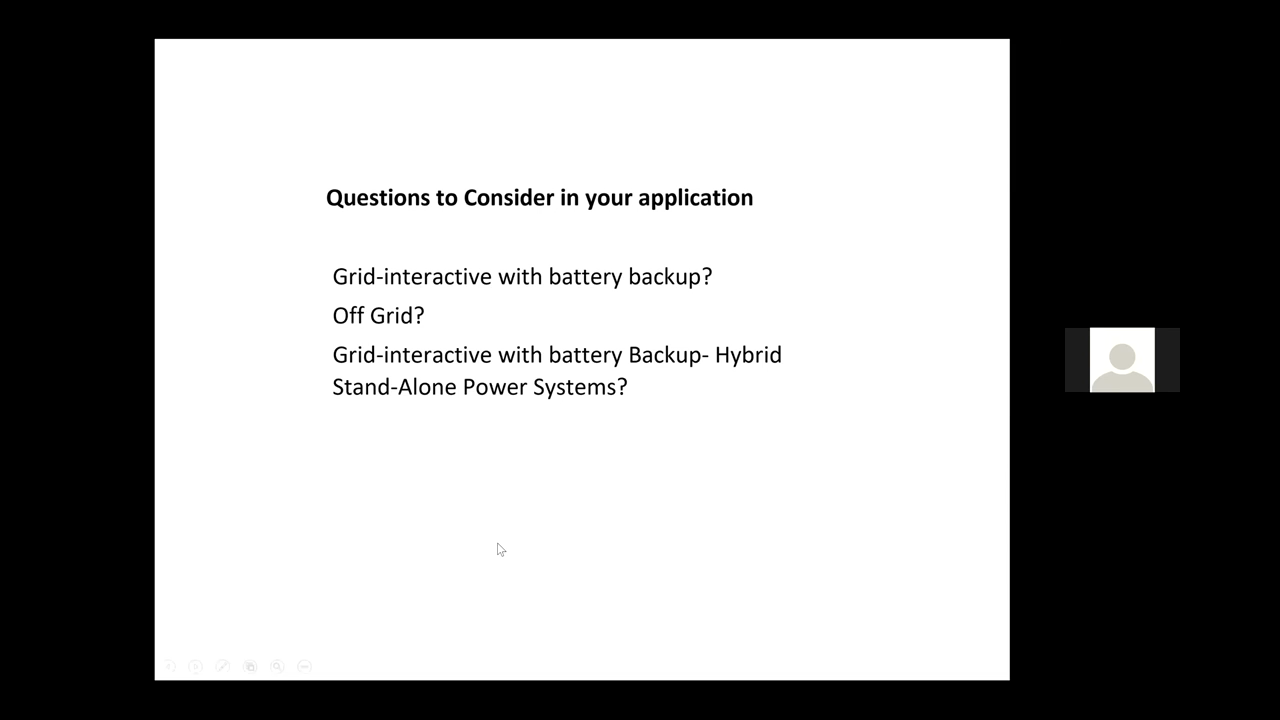 Questions to Consider in your application
Grid-interactive with battery backup?
Off Grid?
Grid-interactive with battery Backup- Hybrid
Stand-Alone Power Systems?